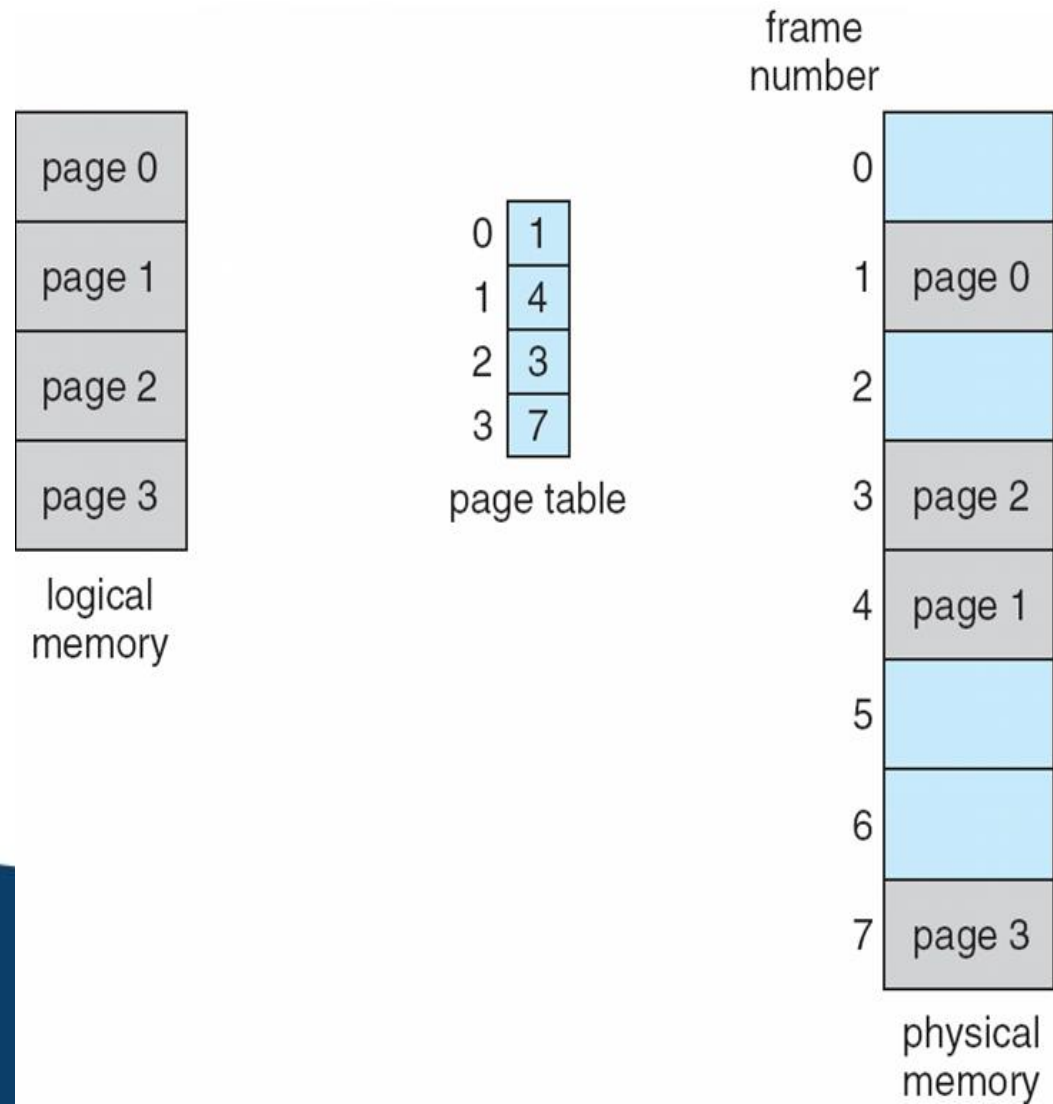 page 0
page 1
page 2
page 3
logical
memory
0 1
1 4
2 3
3 7
page table
frame
number
0
1 page 0
2
3 page 2
4 page 1
5
6
7 page 3
physical
memory